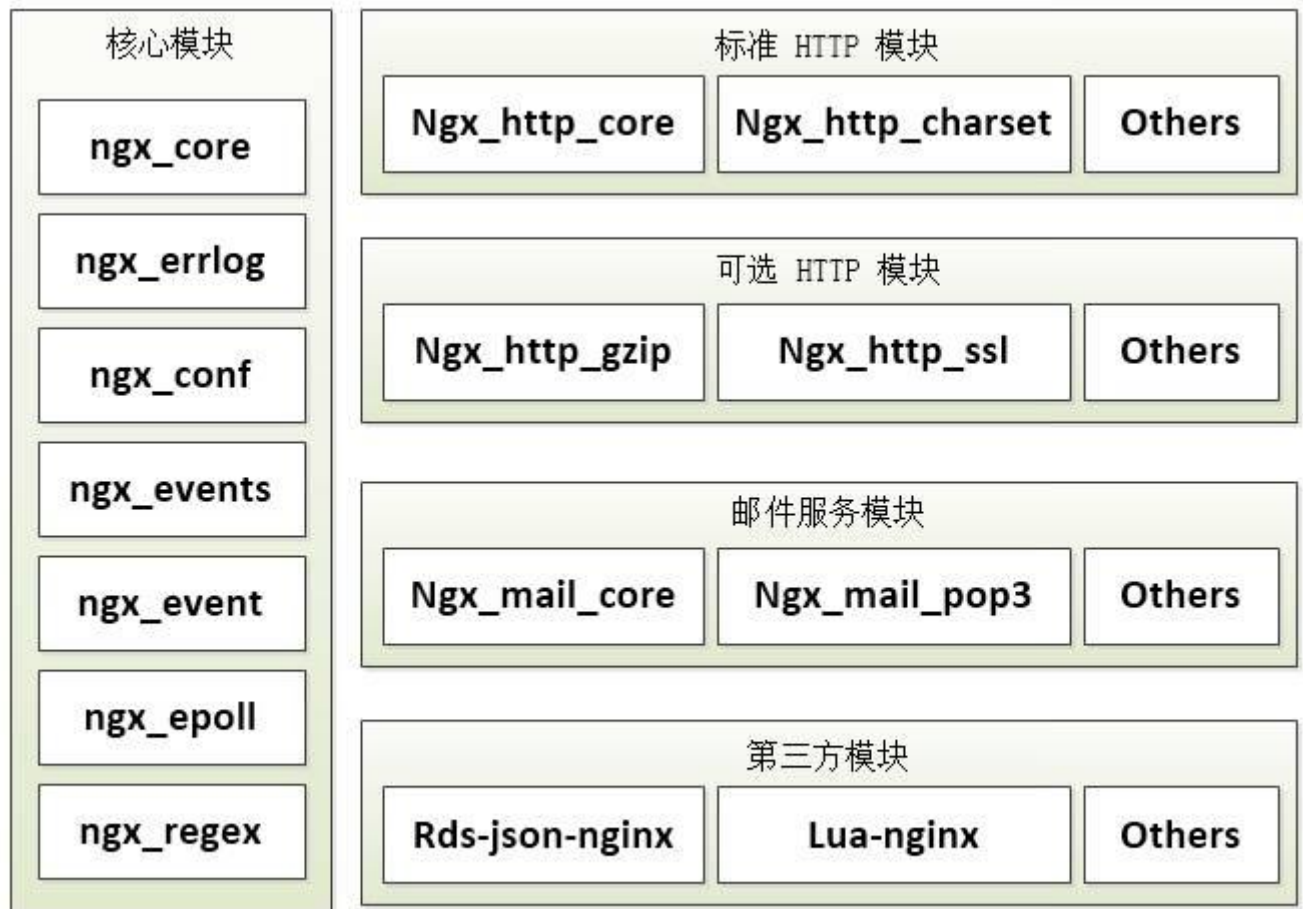 核心模块
ngx_core
ngx_errlog
ngx_conf
ngx_events
ngx_event
ngx_epoll
ngx_regex
标准 HTTP 模块
Ngx_http_core
Ngx_http_charset
Others
可选 HTTP 模块
Ngx_http_gzip
Ngx_http_ssl
Others
邮件服务模块
Ngx_mail_core
Ngx_mail_pop3
Others
第三方模块
Rds-json-nginx
Lua-nginx
Others